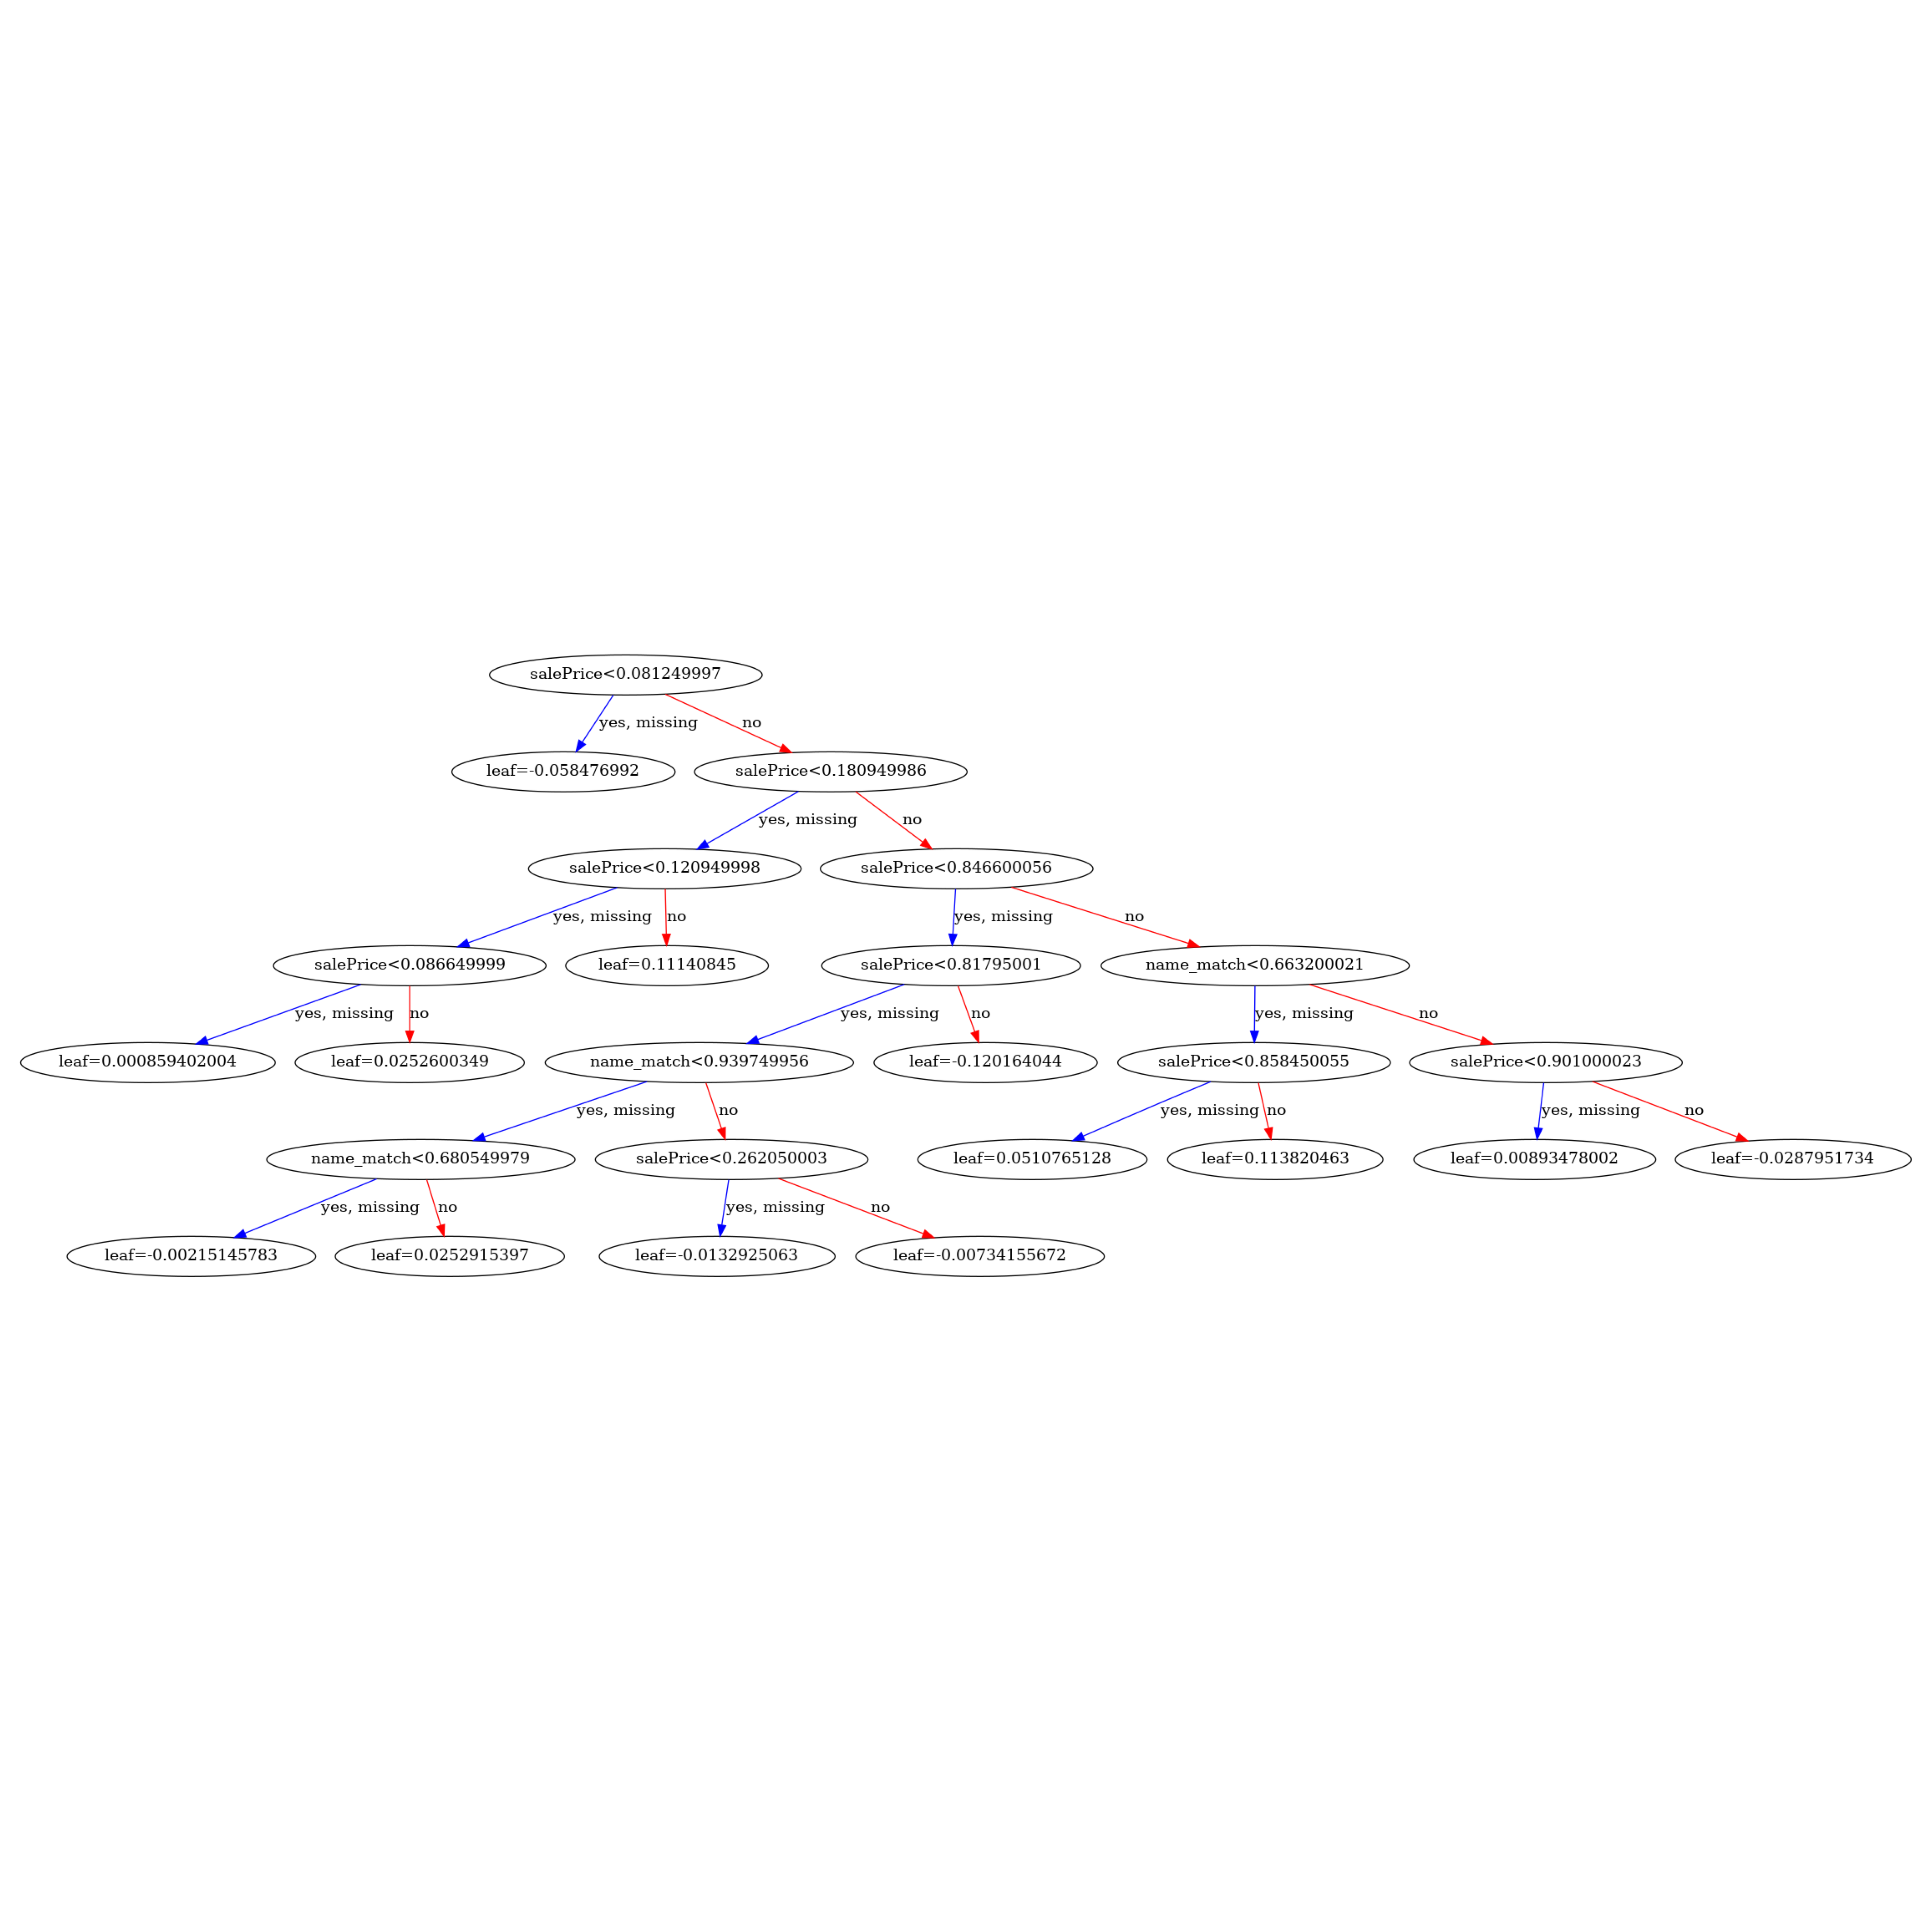 salePrice<0.081249997
yes, missing
no
leaf=-0.058476992
salePrice<0.180949986
yes, missing
no
salePrice<0.120949998
salePrice<0.846600056
yes, missing
no
yes, missing
no
salePrice<0.086649999
leaf=0.11140845
salePrice<0.81795001
name_match<0.663200021
yes, missing
no
yes, missing
no
yes, missing
no
leaf=0.000859402004
leaf=0.0252600349
name_match<0.939749956
leaf=-0.120164044
salePrice<0.858450055
salePrice<0.901000023
yes, missing
no
yes, missing
no
yes, missing
no
name_match<0.680549979
salePrice<0.262050003
leaf=0.0510765128
leaf=0.113820463
leaf=0.00893478002
leaf=-0.0287951734
yes, missing
no
yes, missing
no
leaf=-0.00215145783
leaf=0.0252915397
leaf=-0.0132925063
leaf=-0.00734155672